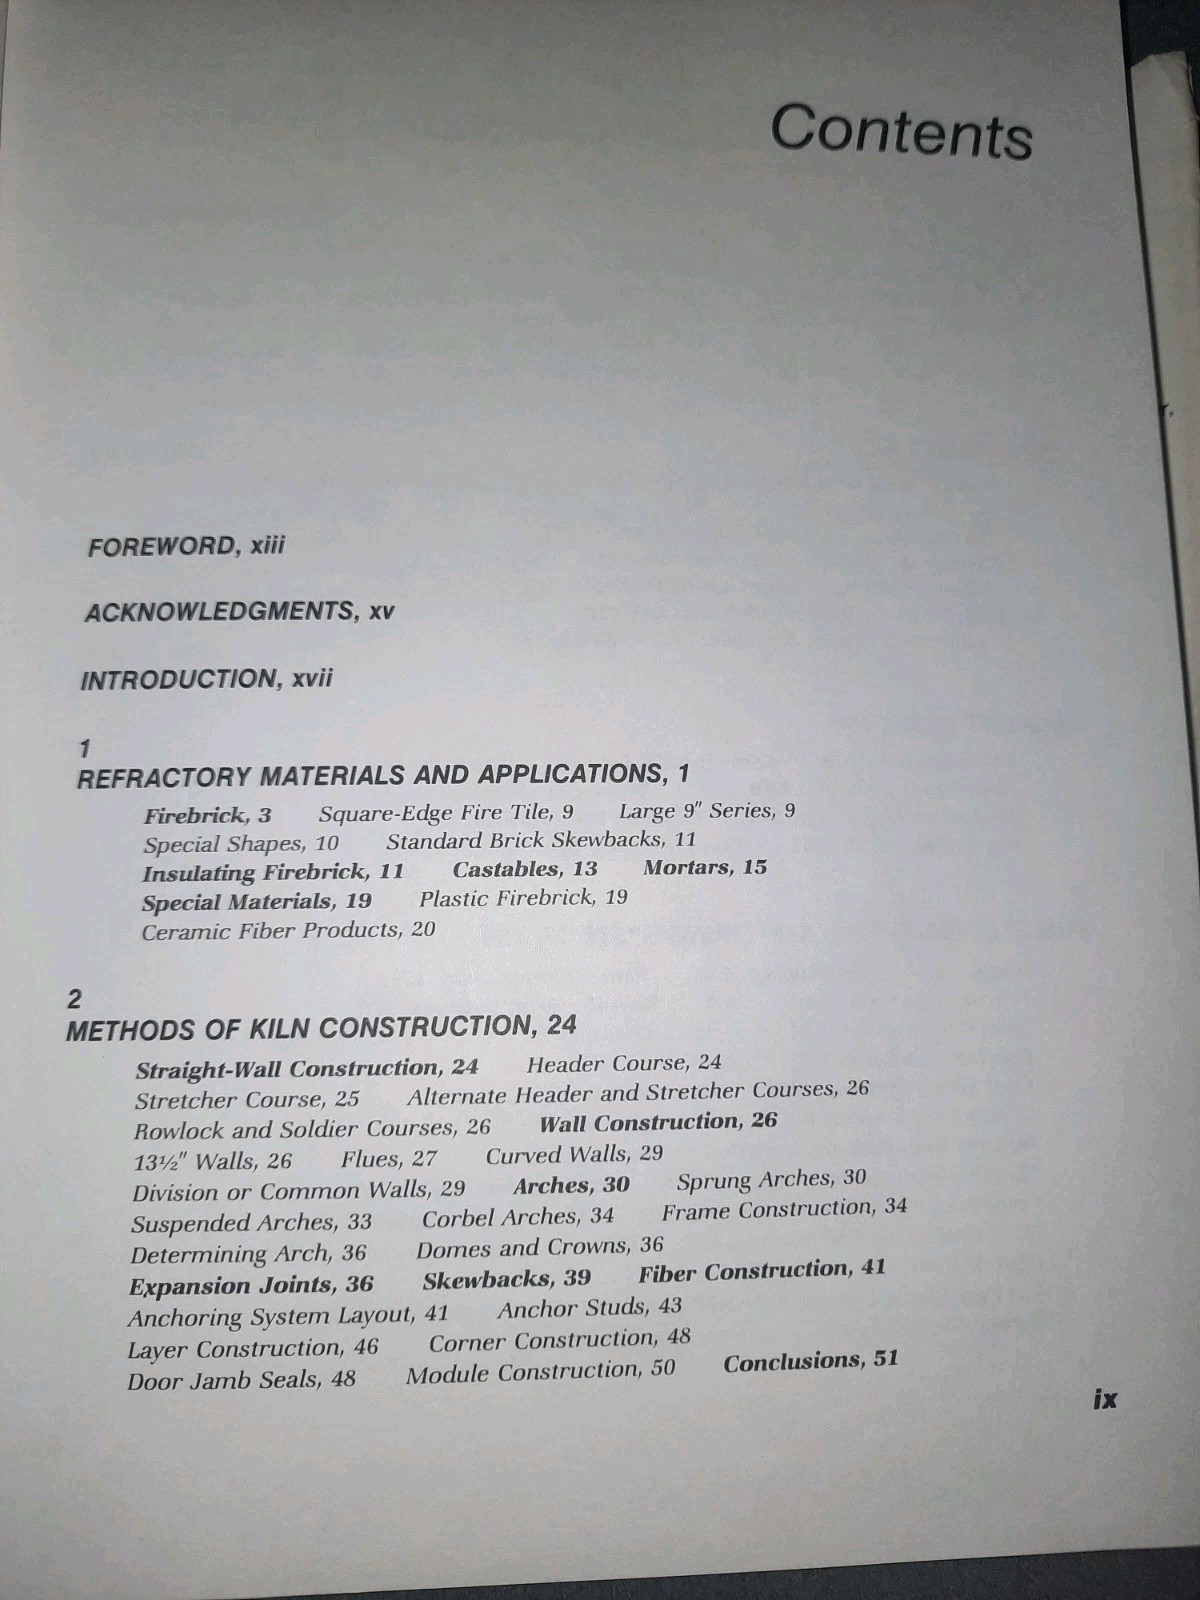 Contents
FOREWORD, xiii
ACKNOWLEDGMENTS, xv
INTRODUCTION, xvii
1
REFRACTORY MATERIALS AND APPLICATIONS, 1
Firebrick, 3 Square-Edge Fire Tile, 9 Large 9″ Series, 9
Special Shapes, 10 Standard Brick Skewbacks, 11
Insulating Firebrick, 11 Castables, 13 Mortars, 15
Special Materials, 19 Plastic Firebrick, 19
Ceramic Fiber Products, 20
2
METHODS OF KILN CONSTRUCTION, 24
Straight-Wall Construction, 24 Header Course, 24
Stretcher Course, 25 Alternate Header and Stretcher Courses, 26
Rowlock and Soldier Courses, 26 Wall Construction, 26
13½″ Walls, 26 Flues, 27 Curved Walls, 29
Division or Common Walls, 29 Arches, 30 Sprung Arches, 30
Suspended Arches, 33 Corbel Arches, 34 Frame Construction, 34
Determining Arch, 36 Domes and Crowns, 36
Expansion Joints, 36 Skewbacks, 39 Fiber Construction, 41
Anchoring System Layout, 41 Anchor Studs, 43
Layer Construction, 46 Corner Construction, 48
Door Jamb Seals, 48 Module Construction, 50 Conclusions, 51
ix